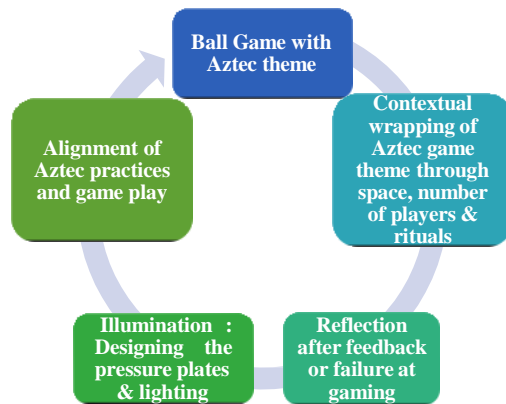 Ball Game with
Aztec theme
Contextual
wrapping of
Aztec game
theme through
space, number
of players &
rituals
Reflection
after feedback
or failure at
gaming
Illumination :
Designing the
pressure plates
& lighting
Alignment of
Aztec practices
and game play